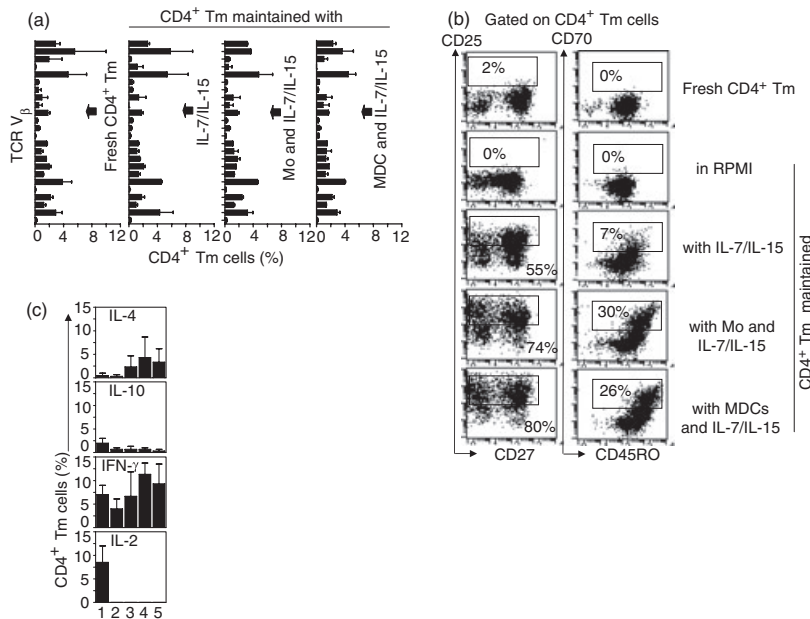 (a)
CD4+ Tm maintained with
TCR Vβ
Fresh CD4+ Tm
IL-7/IL-15
Mo and IL-7/IL-15
MDC and IL-7/IL-15
0 4 8 12 0 4 8 12 0 4 8 12 0 4 8 12
CD4+ Tm cells (%)
(b)
Gated on CD4+ Tm cells
CD25
CD70
2%
0%
Fresh CD4+ Tm
0%
0%
in RPMI
7%
55%
with IL-7/IL-15
30%
74%
with Mo and
IL-7/IL-15
26%
80%
with MDCs
and IL-7/IL-15
CD4+ Tm maintained
CD27
CD45RO
(c)
CD4+ Tm cells (%)
15
10
5
0
IL-4
15
10
5
0
IL-10
15
10
5
0
IFN-γ
15
10
5
0
IL-2
1 2 3 4 5